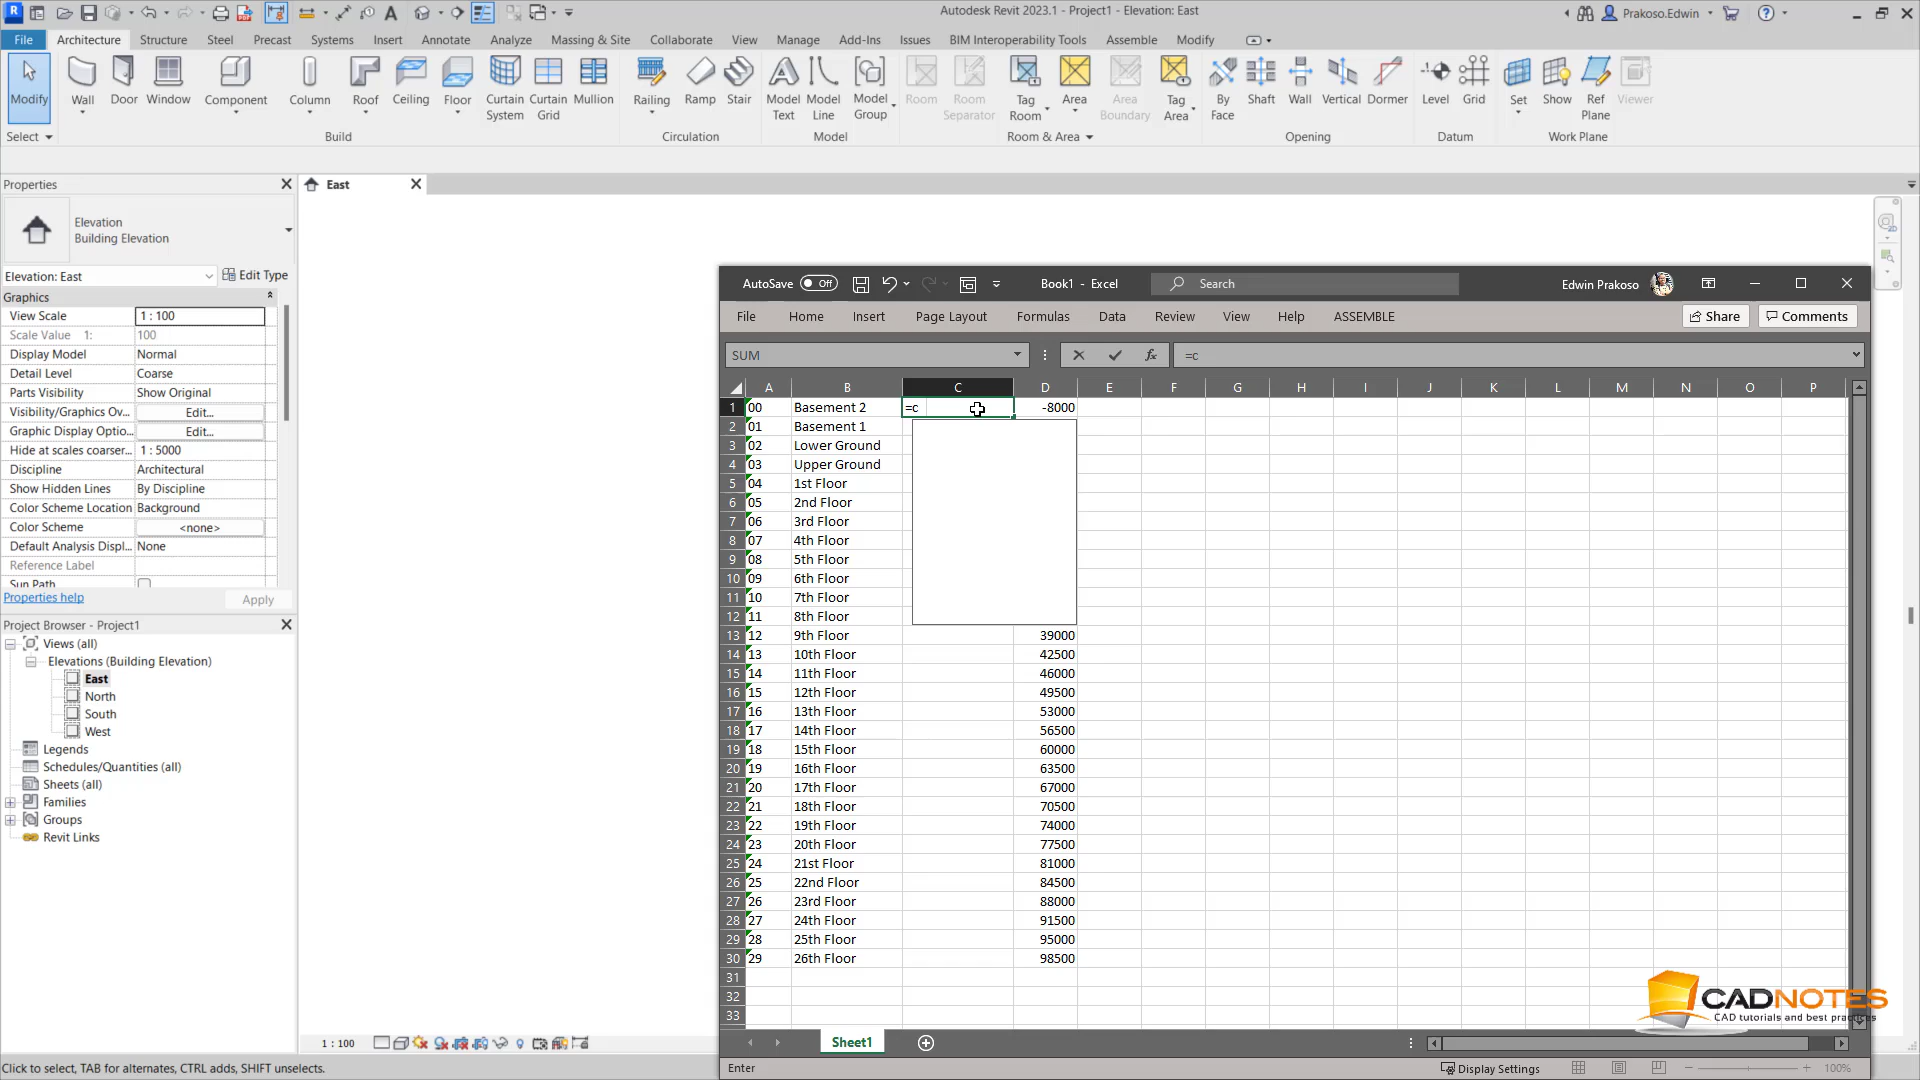 Autodesk Revit 2023.1 - Project1 - Elevation: East
Prakoso.Edwin
File Architecture Structure Steel Precast Systems Insert Annotate Analyze Massing & Site Collaborate View Manage Add-Ins Issues BIM Interoperability Tools Assemble Modify
Modify Wall Door Window Component Column Roof Ceiling Floor Curtain System Curtain Grid Mullion Railing Ramp Stair Model Text Model Line Model Group Room Room Separator Tag Room Area Area Boundary Tag Area By Face Shaft Wall Vertical Dormer Level Grid Set Show Ref Plane Viewer
Select Build Circulation Model Room & Area Opening Datum Work Plane
Properties
East
Elevation
Building Elevation
Elevation: East Edit Type
Graphics
View Scale 1 : 100
Scale Value 1: 100
Display Model Normal
Detail Level Coarse
Parts Visibility Show Original
Visibility/Graphics Ov... Edit...
Graphic Display Optio... Edit...
Hide at scales coarser... 1 : 5000
Discipline Architectural
Show Hidden Lines By Discipline
Color Scheme Location Background
Color Scheme <none>
Default Analysis Displ... None
Reference Label
Sun Path
Properties help Apply
Project Browser - Project1
Views (all)
Elevations (Building Elevation)
East
North
South
West
Legends
Schedules/Quantities (all)
Sheets (all)
Families
Groups
Revit Links
1 : 100
Click to select, TAB for alternates, CTRL adds, SHIFT unselects.
AutoSave Off Book1 - Excel Search Edwin Prakoso
File Home Insert Page Layout Formulas Data Review View Help ASSEMBLE Share Comments
SUM fx =c
A B C D E F G H I J K L M N O P
1 00 Basement 2 =c -8000
2 01 Basement 1
3 02 Lower Ground
4 03 Upper Ground
5 04 1st Floor
6 05 2nd Floor
7 06 3rd Floor
8 07 4th Floor
9 08 5th Floor
10 09 6th Floor
11 10 7th Floor
12 11 8th Floor
13 12 9th Floor 39000
14 13 10th Floor 42500
15 14 11th Floor 46000
16 15 12th Floor 49500
17 16 13th Floor 53000
18 17 14th Floor 56500
19 18 15th Floor 60000
20 19 16th Floor 63500
21 20 17th Floor 67000
22 21 18th Floor 70500
23 22 19th Floor 74000
24 23 20th Floor 77500
25 24 21st Floor 81000
26 25 22nd Floor 84500
27 26 23rd Floor 88000
28 27 24th Floor 91500
29 28 25th Floor 95000
30 29 26th Floor 98500
31
32
33
CADNOTES
CAD tutorials and best practices
Sheet1
Enter Display Settings 100%